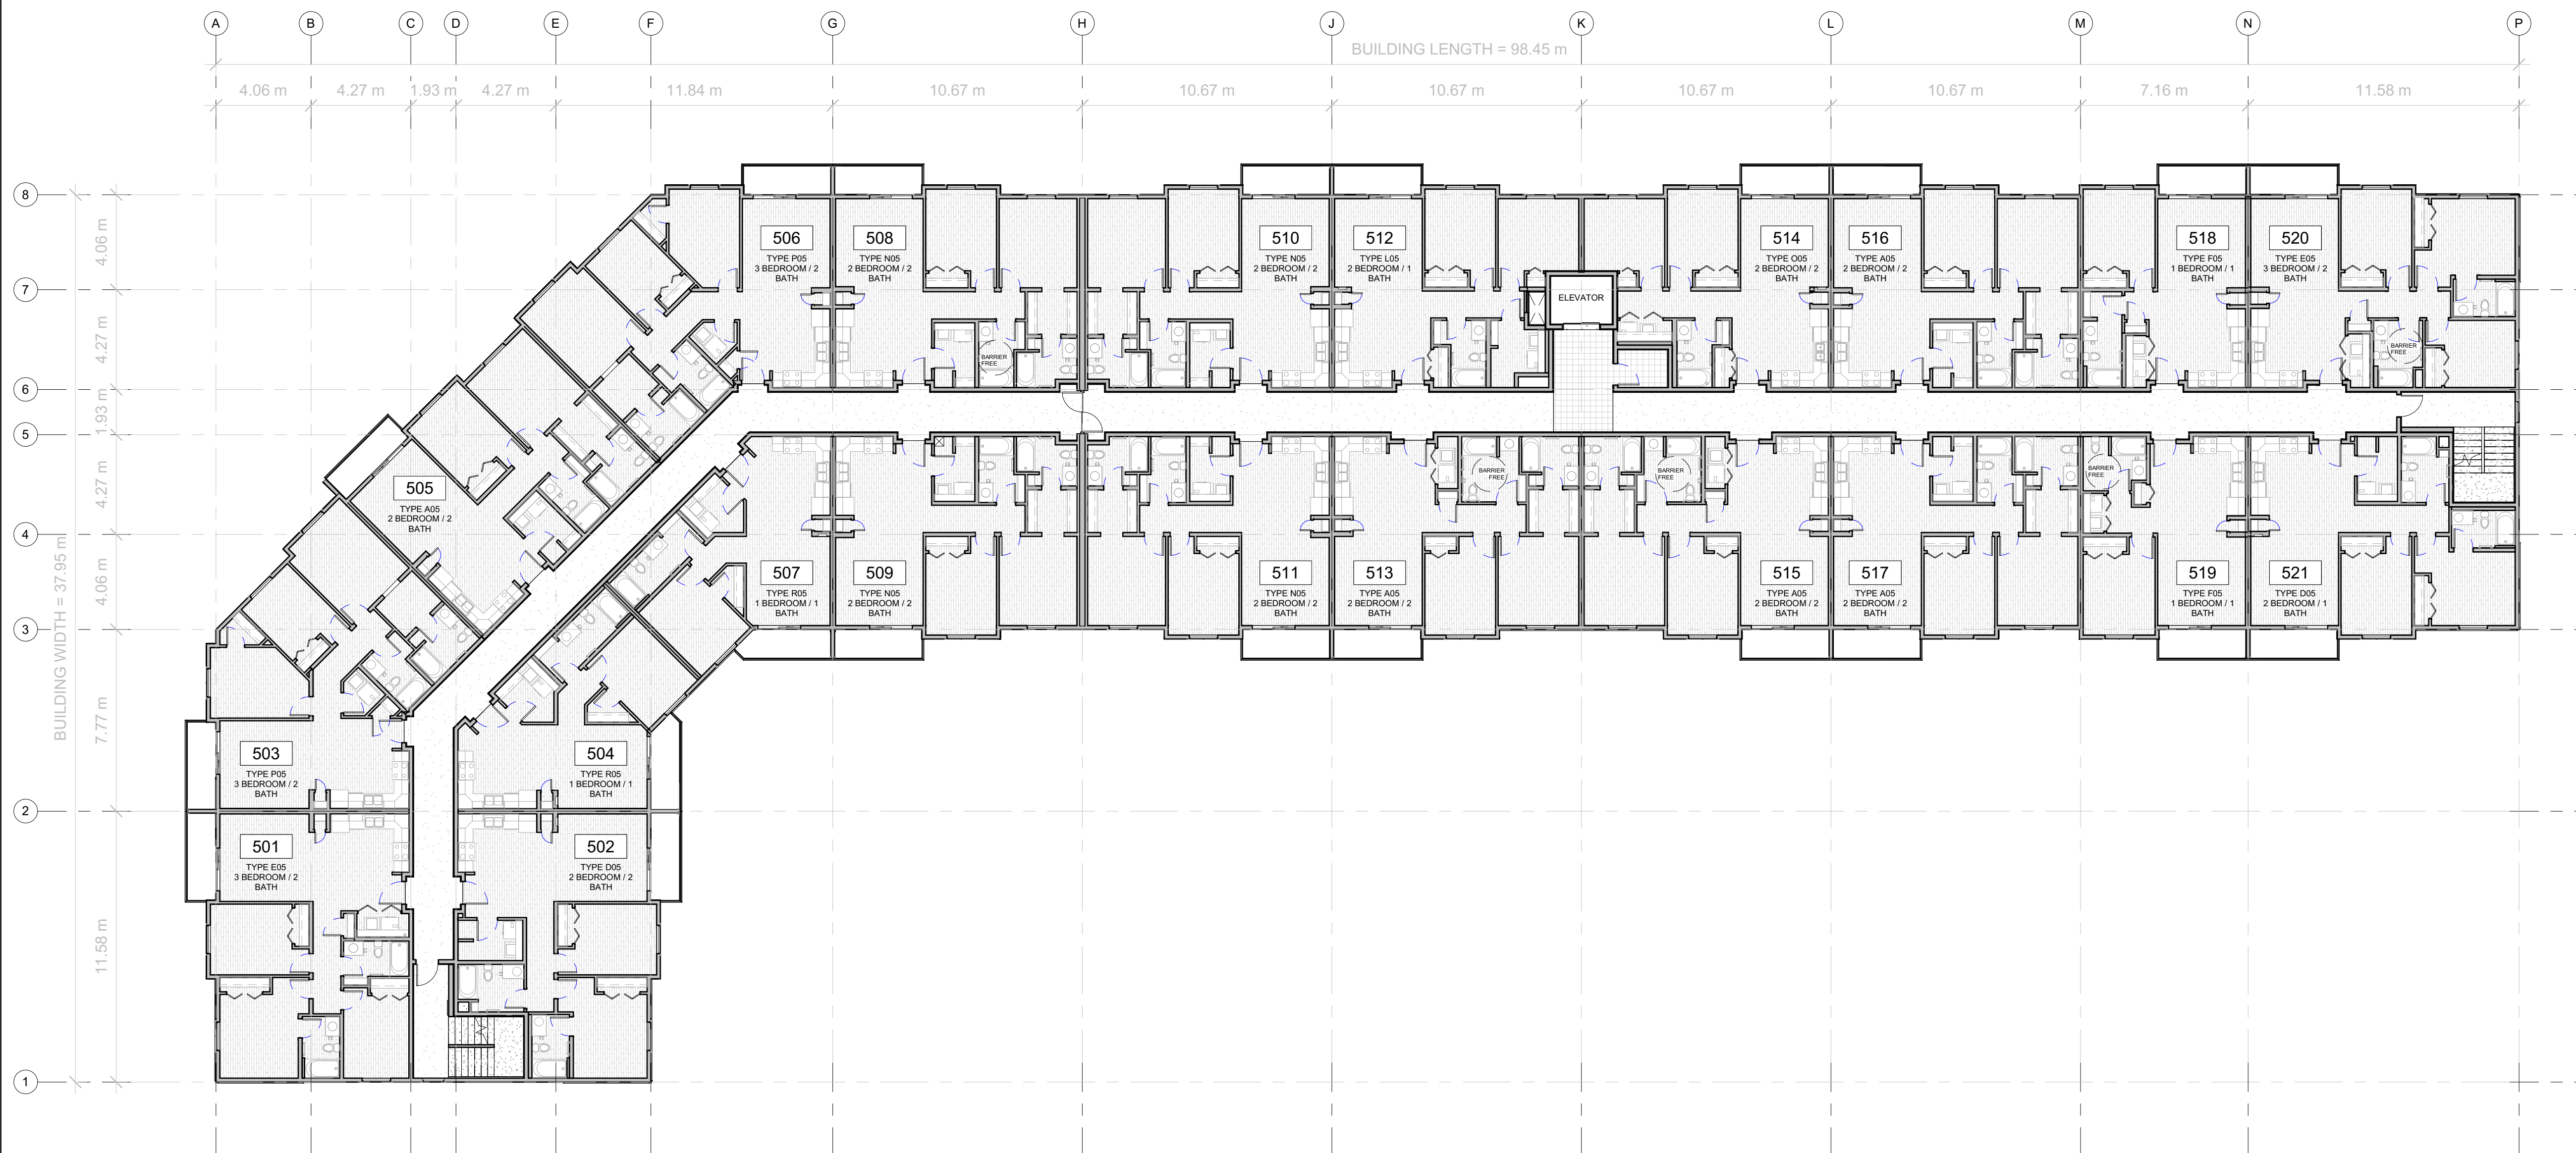 A B C D E F G H J K L M N P
BUILDING LENGTH = 98.45 m
4.06 m 4.27 m 1.93 m 4.27 m 11.84 m 10.67 m 10.67 m 10.67 m 10.67 m 10.67 m 7.16 m 11.58 m
8
7
6
5
4
3
2
1
4.06 m
4.27 m
1.93 m
4.27 m
4.06 m
7.77 m
11.58 m
BUILDING WIDTH = 37.95 m
506
TYPE P05
3 BEDROOM / 2
BATH
508
TYPE N05
2 BEDROOM / 2
BATH
510
TYPE N05
2 BEDROOM / 2
BATH
512
TYPE L05
2 BEDROOM / 1
BATH
514
TYPE O05
2 BEDROOM / 2
BATH
516
TYPE A05
2 BEDROOM / 2
BATH
518
TYPE F05
1 BEDROOM / 1
BATH
520
TYPE E05
3 BEDROOM / 2
BATH
ELEVATOR
BARRIER
FREE
BARRIER
FREE
505
TYPE A05
2 BEDROOM / 2
BATH
BARRIER
FREE
BARRIER
FREE
BARRIER
FREE
507
TYPE R05
1 BEDROOM / 1
BATH
509
TYPE N05
2 BEDROOM / 2
BATH
511
TYPE N05
2 BEDROOM / 2
BATH
513
TYPE A05
2 BEDROOM / 2
BATH
515
TYPE A05
2 BEDROOM / 2
BATH
517
TYPE A05
2 BEDROOM / 2
BATH
519
TYPE F05
1 BEDROOM / 1
BATH
521
TYPE D05
2 BEDROOM / 1
BATH
503
TYPE P05
3 BEDROOM / 2
BATH
504
TYPE R05
1 BEDROOM / 1
BATH
501
TYPE E05
3 BEDROOM / 2
BATH
502
TYPE D05
2 BEDROOM / 2
BATH